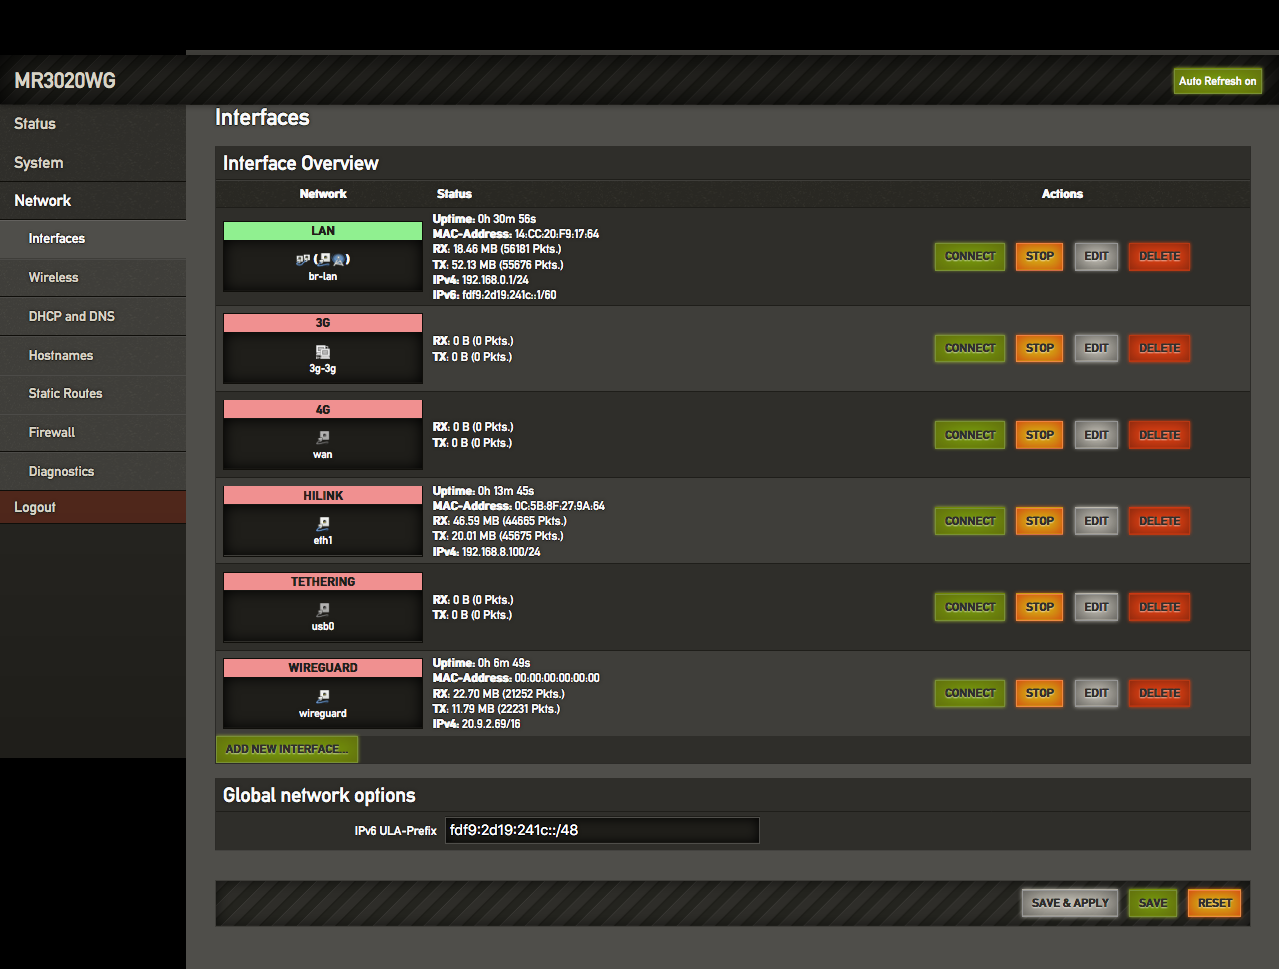 MR3020WG
Auto Refresh on
Status
System
Network
Interfaces
Wireless
DHCP and DNS
Hostnames
Static Routes
Firewall
Diagnostics
Logout
Interfaces
Interface Overview
Network Status Actions
LAN
br-lan
Uptime: 0h 30m 56s
MAC-Address: 14:CC:20:F9:17:64
RX: 18.46 MB (56181 Pkts.)
TX: 52.13 MB (55676 Pkts.)
IPv4: 192.168.0.1/24
IPv6: fdf9:2d19:241c::1/60
CONNECT STOP EDIT DELETE
3G
3g-3g
RX: 0 B (0 Pkts.)
TX: 0 B (0 Pkts.)
CONNECT STOP EDIT DELETE
4G
wan
RX: 0 B (0 Pkts.)
TX: 0 B (0 Pkts.)
CONNECT STOP EDIT DELETE
HILINK
eth1
Uptime: 0h 13m 45s
MAC-Address: 0C:5B:8F:27:9A:64
RX: 46.59 MB (44665 Pkts.)
TX: 20.01 MB (45675 Pkts.)
IPv4: 192.168.8.100/24
CONNECT STOP EDIT DELETE
TETHERING
usb0
RX: 0 B (0 Pkts.)
TX: 0 B (0 Pkts.)
CONNECT STOP EDIT DELETE
WIREGUARD
wireguard
Uptime: 0h 6m 49s
MAC-Address: 00:00:00:00:00:00
RX: 22.70 MB (21252 Pkts.)
TX: 11.79 MB (22231 Pkts.)
IPv4: 20.9.2.69/16
CONNECT STOP EDIT DELETE
ADD NEW INTERFACE...
Global network options
IPv6 ULA-Prefix fdf9:2d19:241c::/48
SAVE & APPLY SAVE RESET